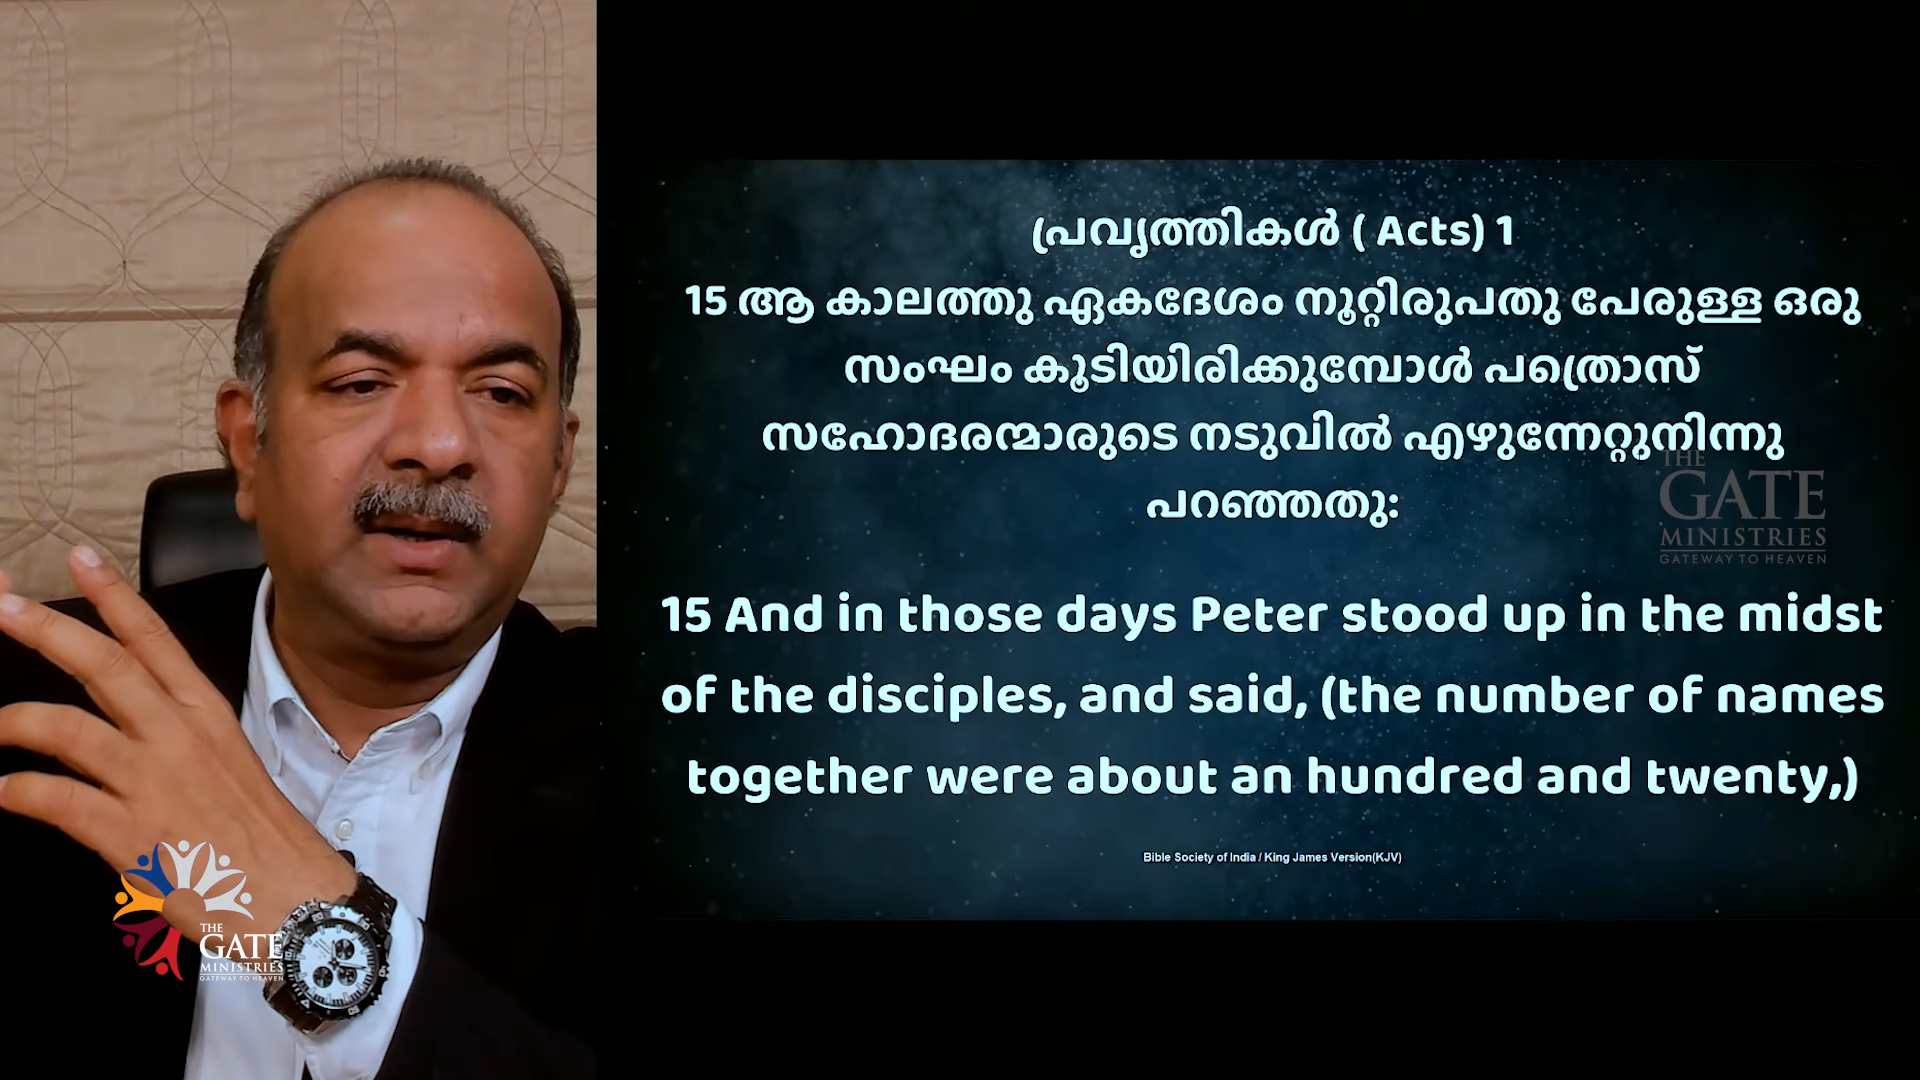 പ്രവൃത്തികൾ ( Acts) 1
15 ആ കാലത്തു ഏകദേശം നൂറ്റിരുപതു പേരുള്ള ഒരു
സംഘം കൂടിയിരിക്കുമ്പോൾ പത്രൊസ്
സഹോദരന്മാരുടെ നടുവിൽ എഴുന്നേറ്റുനിന്നു
പറഞ്ഞതു:
THE
GATE
MINISTRIES
GATEWAY TO HEAVEN
15 And in those days Peter stood up in the midst
of the disciples, and said, (the number of names
together were about an hundred and twenty,)
Bible Society of India / King James Version(KJV)
THE
GATE
MINISTRIES
GATEWAY TO HEAVEN